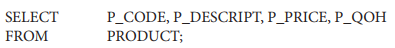 SELECT P_CODE, P_DESCRIPT, P_PRICE, P_QOH
FROM PRODUCT;